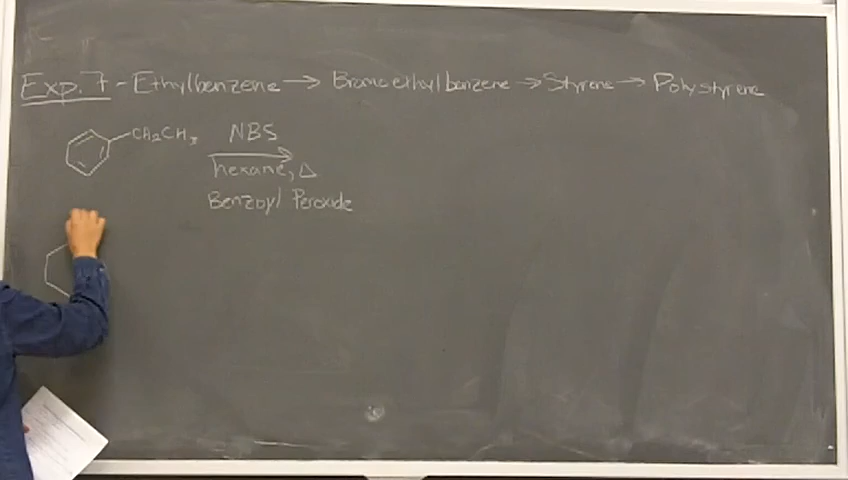 Exp. 7 - Ethylbenzene → Bromoethylbenzene → Styrene → Polystyrene
CH2CH3 NBS
hexane, Δ
Benzoyl Peroxide